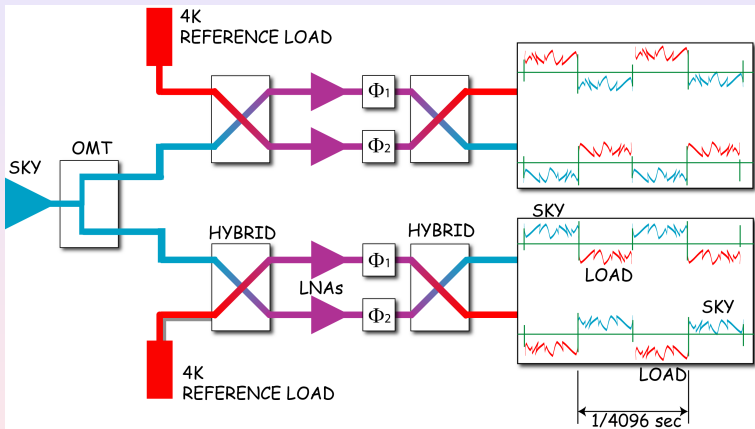 4K
REFERENCE LOAD
Φ1
Φ2
SKY
OMT
HYBRID
HYBRID
Φ1
LNAs
Φ2
4K
REFERENCE LOAD
SKY
LOAD
SKY
LOAD
1/4096 sec